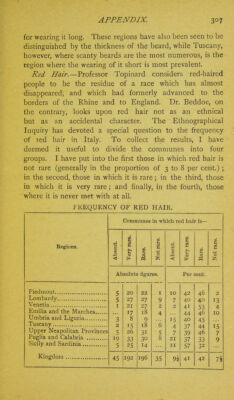 APPENDIX. 307
for wearing it long. These regions have also been seen to be
distinguished by the thickness of the beard, while Tuscany,
however, where scanty beards are the most numerous, is the
region where the wearing of it short is most prevalent.
Red Hair.—Professor Topinard considers red-haired
people to be the residue of a race which has almost
disappeared, and which had formerly advanced to the
borders of the Rhine and to England. Dr. Beddoe, on
the contrary, looks upon red hair not as an ethnical
but as an accidental character. The Ethnographical
Inquiry has devoted a special question to the frequency
of red hair in Italy. To collect the results, I have
deemed it useful to divide the communes into four
groups. I have put into the first those in which red hair is
not rare (generally in the proportion of 3 to 8 per cent.);
in the second, those in which it is rare; in the third, those
in which it is very rare; and finally, in the fourth, those
where it is never met with at all.
FREQUENCY OF RED HAIR.
Communes in which red hair is—
Regions. Absent. Very rare. Rare. Not rare. Absent. Very rare. Rare. Not rare.
Absolute figures. Per cent.
Piedmont 5 20 22 1 10 42 46 2
Lombardy 5 27 27 9 7 40 40 13
Venetia 1 21 27 2 2 41 53 4
Emilia and the Marches ... 17 18 4 ... 44 46 10
Umbria and Liguria 3 8 9 ... 15 40 45 ...
Tuscany 2 15 18 6 4 37 44 15
Upper Neapolitan Provinces 5 26 31 5 7 39 46 7
Puglia and Calabria 19 33 30 8 21 37 33 9
Sicily and Sardinia 5 25 14 ... 11 57 32 ...
Kingdom 45 192 196 35 9½ 41 42 7½